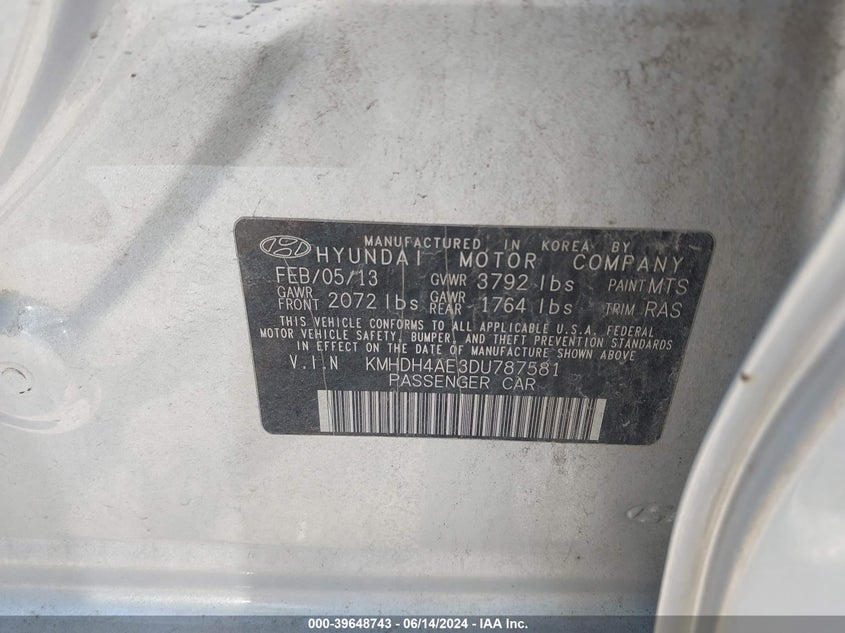 MANUFACTURED IN KOREA BY
HYUNDAI MOTOR COMPANY
FEB/05/13 GVWR 3792 lbs PAINT MTS
GAWR FRONT 2072 lbs GAWR REAR 1764 lbs TRIM RAS
THIS VEHICLE CONFORMS TO ALL APPLICABLE U.S.A. FEDERAL
MOTOR VEHICLE SAFETY, BUMPER, AND THEFT PREVENTION STANDARDS
IN EFFECT ON THE DATE OF MANUFACTURE SHOWN ABOVE.
V.I.N KMHDH4AE3DU787581
PASSENGER CAR
000-39648743 - 06/14/2024 - IAA Inc.